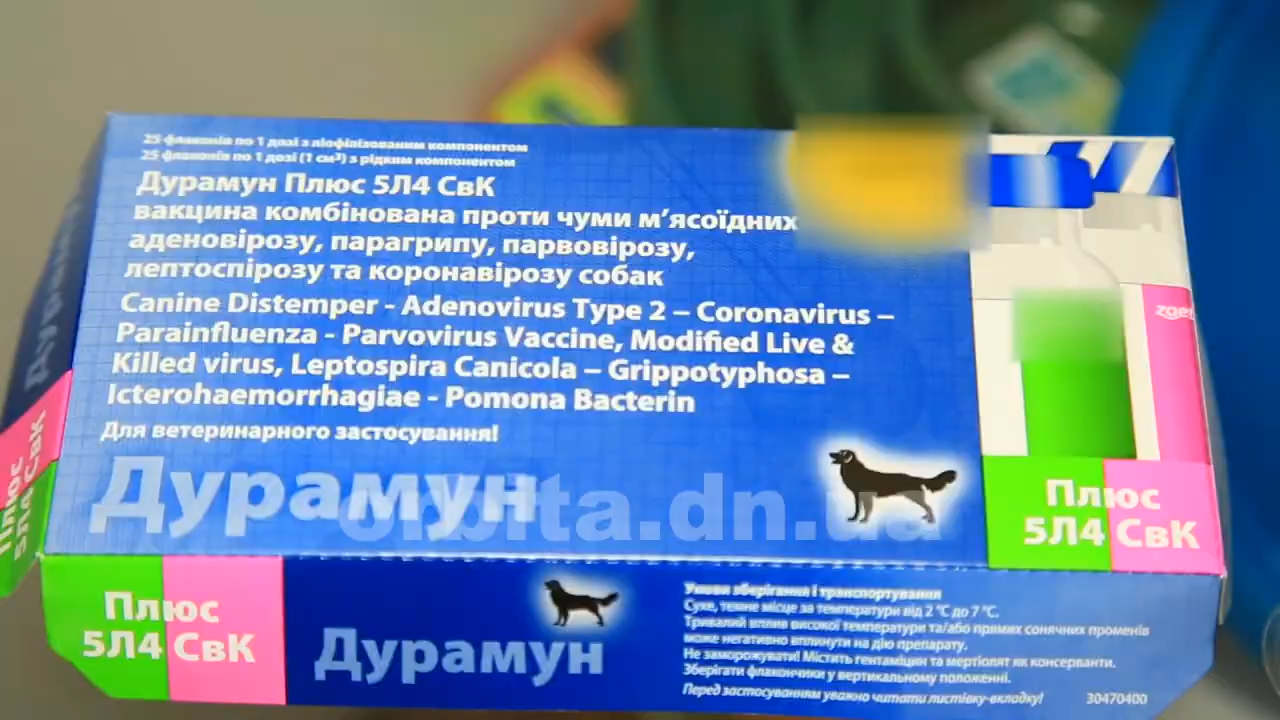 25 флаконів по 1 дозі з ліофілізованим компонентом
25 флаконів по 1 дозі (1 см³) з рідким компонентом
Дурамун Плюс 5Л4 СвК
вакцина комбінована проти чуми м’ясоїдних
аденовірозу, парагрипу, парвовірозу,
лептоспірозу та коронавірозу собак
Canine Distemper - Adenovirus Type 2 – Coronavirus –
Parainfluenza - Parvovirus Vaccine, Modified Live &
Killed virus, Leptospira Canicola – Grippotyphosa –
Icterohaemorrhagiae - Pomona Bacterin
Для ветеринарного застосування!
Дурамун
orbita.dn.ua
Плюс
5Л4 СвК
Дурамун
Плюс
5Л4 СвК
Плюс
5Л4 СвК
Дурамун
Умови зберігання і транспортування
Сухе, темне місце за температури від 2 °С до 7 °С.
Тривалий вплив високої температури та/або прямих сонячних променів
може негативно вплинути на дію препарату.
Не заморожувати! Містить гентаміцин та мертіолят як консерванти.
Зберігати флакончики у вертикальному положенні.
Перед застосуванням уважно читати листівку-вкладку!
30470400